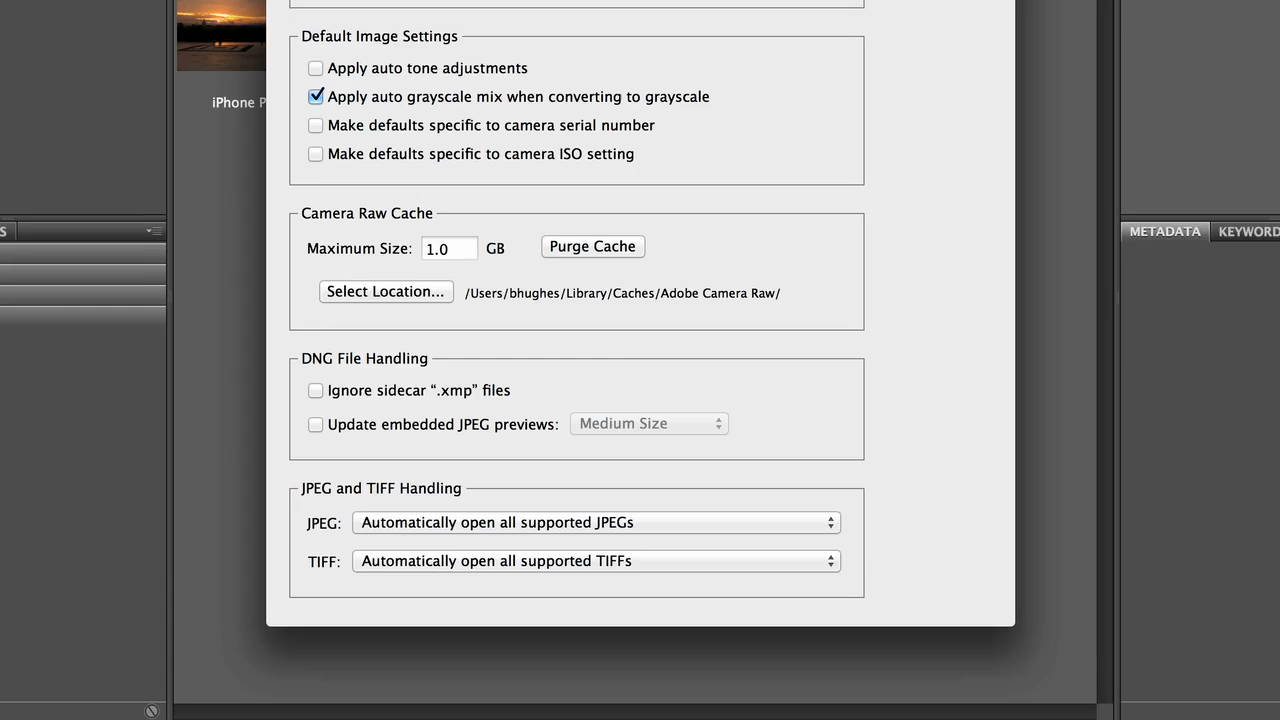 Default Image Settings
Apply auto tone adjustments
iPhone P
Apply auto grayscale mix when converting to grayscale
Make defaults specific to camera serial number
Make defaults specific to camera ISO setting
Camera Raw Cache
S
METADATA
KEYWORD
Maximum Size: 1.0 GB Purge Cache
Select Location... /Users/bhughes/Library/Caches/Adobe Camera Raw/
DNG File Handling
Ignore sidecar “.xmp” files
Update embedded JPEG previews: Medium Size
JPEG and TIFF Handling
JPEG: Automatically open all supported JPEGs
TIFF: Automatically open all supported TIFFs